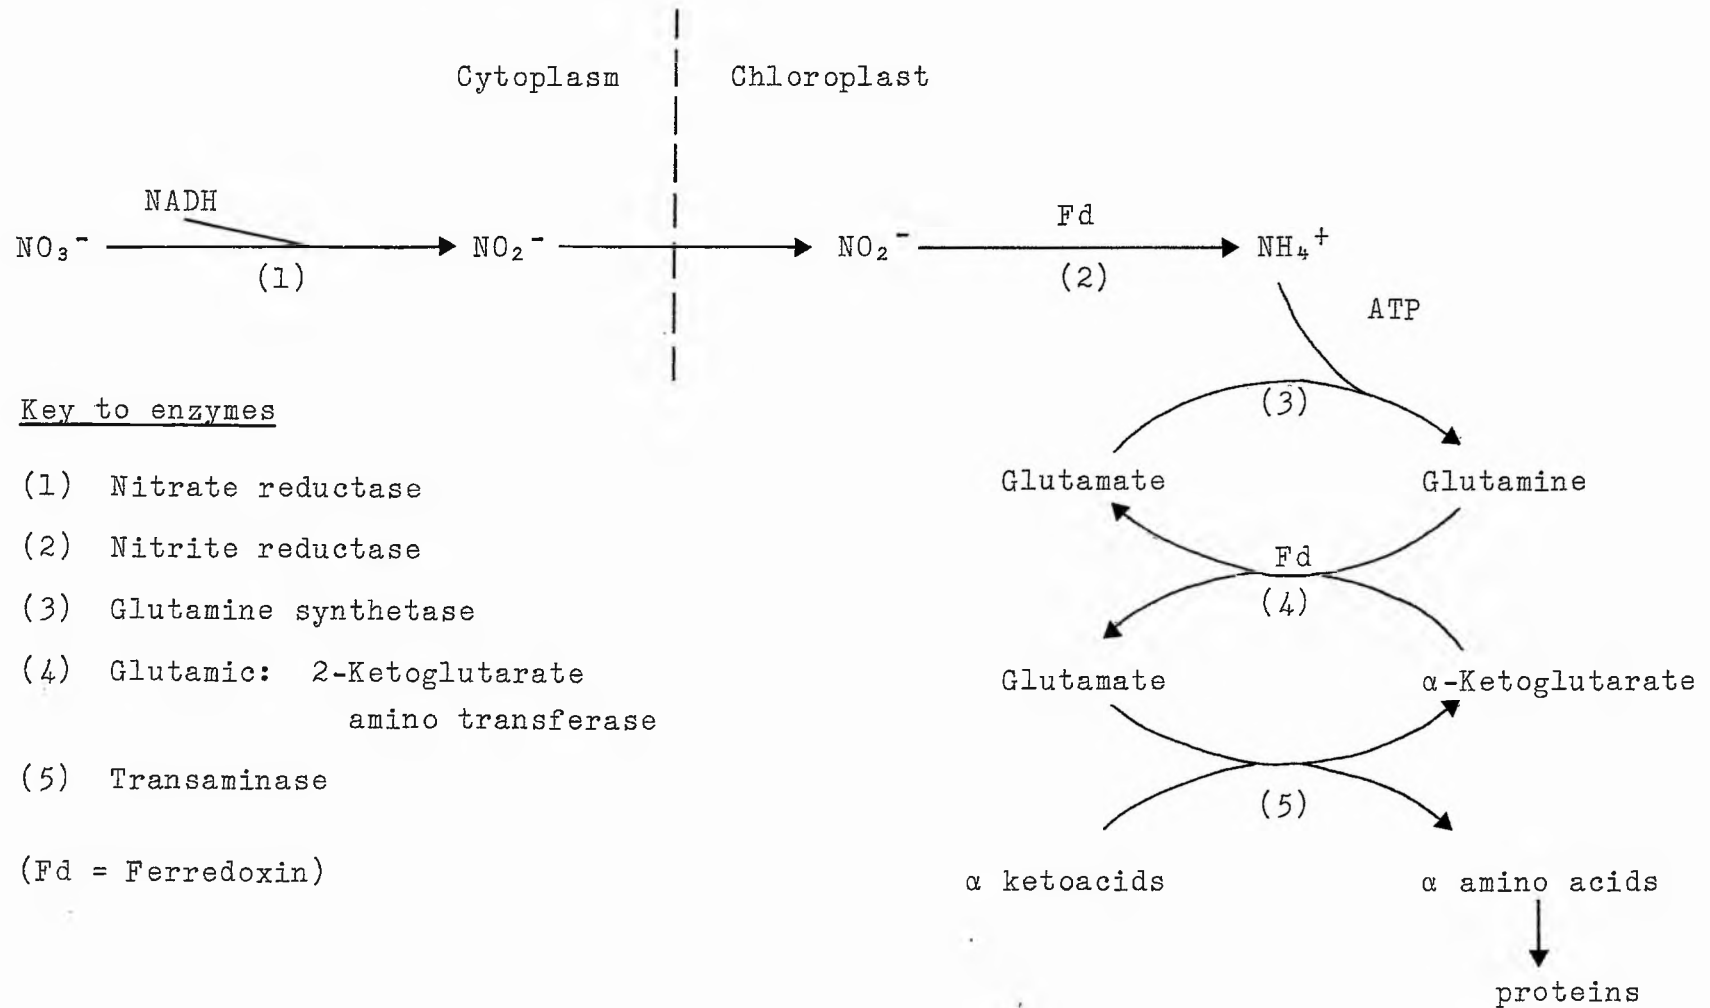 Cytoplasm Chloroplast
NADH
Fd
NO₃⁻ NO₂⁻ NO₂⁻ NH₄⁺
(1) (2)
ATP
(3)
Key to enzymes
(1) Nitrate reductase
Glutamate Glutamine
(2) Nitrite reductase
Fd
(3) Glutamine synthetase
(4)
(4) Glutamic: 2-Ketoglutarate
amino transferase
Glutamate α-Ketoglutarate
(5) Transaminase
(5)
(Fd = Ferredoxin)
α ketoacids α amino acids
proteins